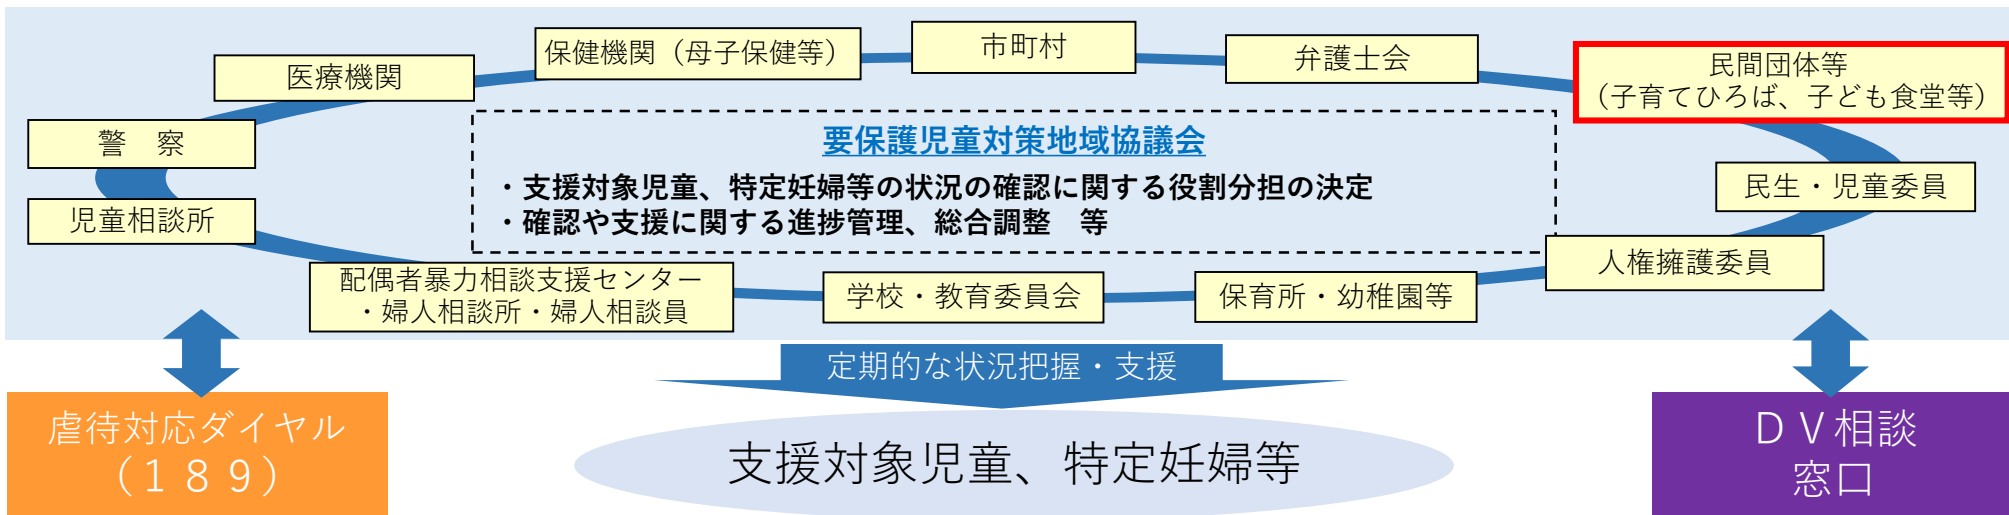 保健機関（母子保健等）
市町村
弁護士会
医療機関
民間団体等
（子育てひろば、子ども食堂等）
警　察
要保護児童対策地域協議会
・支援対象児童、特定妊婦等の状況の確認に関する役割分担の決定
・確認や支援に関する進捗管理、総合調整　等
民生・児童委員
児童相談所
人権擁護委員
配偶者暴力相談支援センター
・婦人相談所・婦人相談員
学校・教育委員会
保育所・幼稚園等
定期的な状況把握・支援
虐待対応ダイヤル
（１８９）
支援対象児童、特定妊婦等
ＤＶ相談
窓口